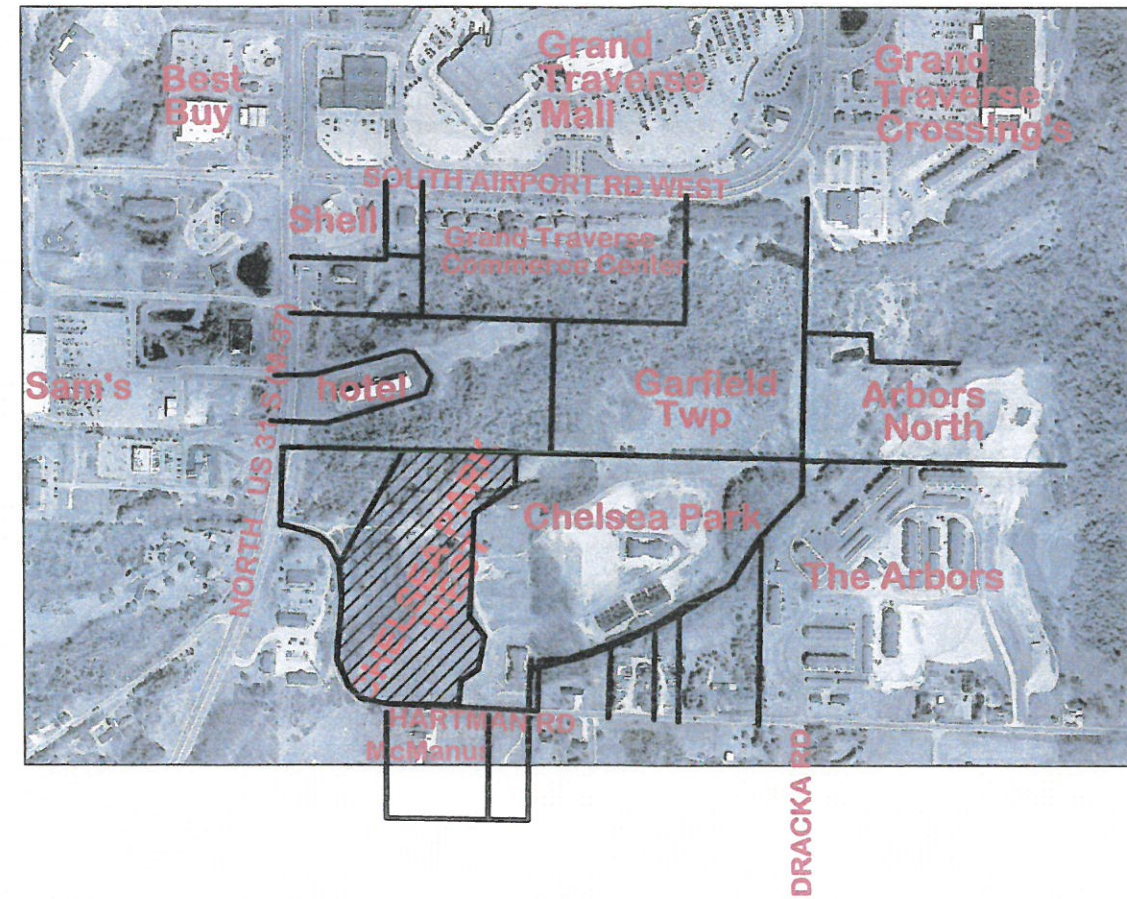 Best
Buy
Grand
Traverse
Mall
Grand
Traverse
Crossing's
SOUTH AIRPORT RD WEST
Shell
Grand Traverse
Commerce Center
NORTH US 31 S (M-37)
Sam's
hotel
Garfield
Twp
Arbors
North
CHELSEA PARK
WEST
Chelsea Park
The Arbors
HARTMAN RD
McManus
DRACKA RD